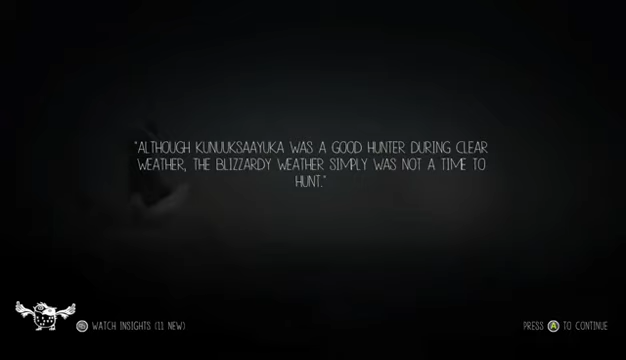 "ALTHOUGH KUNUUKSAAYUKA WAS A GOOD HUNTER DURING CLEAR
WEATHER, THE BLIZZARDY WEATHER SIMPLY WAS NOT A TIME TO
HUNT."
WATCH INSIGHTS (11 NEW)
PRESS A TO CONTINUE